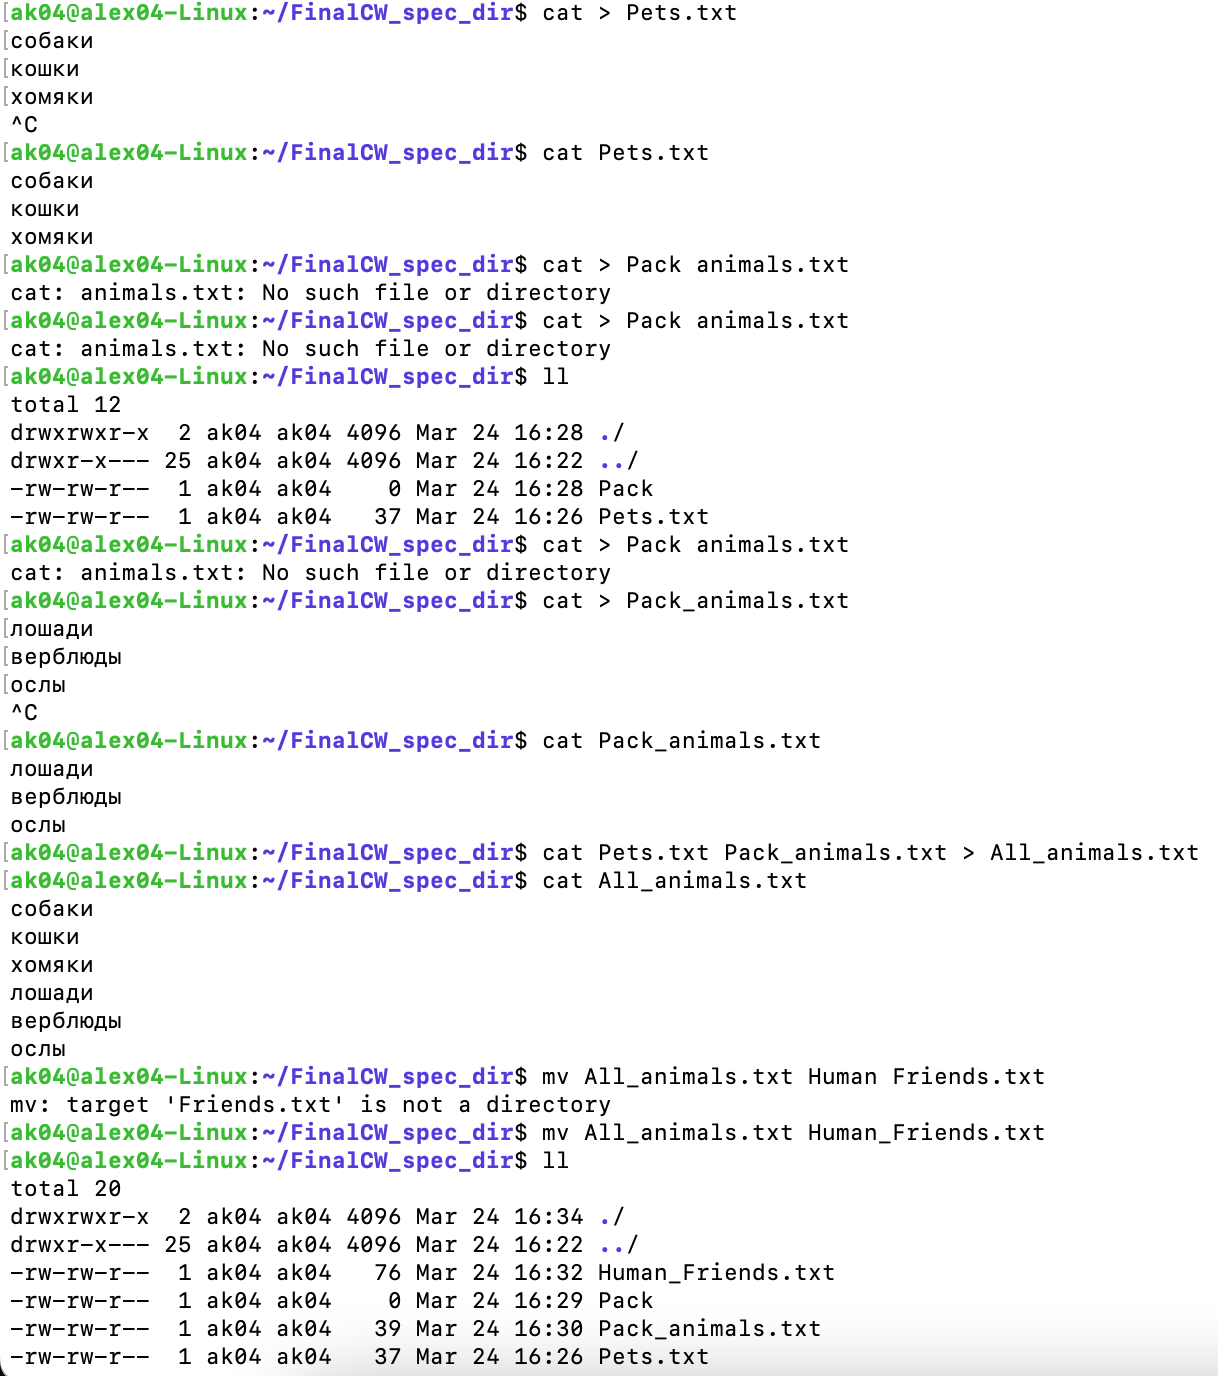 [ak04@alex04-Linux:~/FinalCW_spec_dir$ cat > Pets.txt
[собаки
[кошки
[хомяки
^C
[ak04@alex04-Linux:~/FinalCW_spec_dir$ cat Pets.txt
собаки
кошки
хомяки
[ak04@alex04-Linux:~/FinalCW_spec_dir$ cat > Pack animals.txt
cat: animals.txt: No such file or directory
[ak04@alex04-Linux:~/FinalCW_spec_dir$ cat > Pack animals.txt
cat: animals.txt: No such file or directory
[ak04@alex04-Linux:~/FinalCW_spec_dir$ ll
total 12
drwxrwxr-x  2 ak04 ak04 4096 Mar 24 16:28 ./
drwxr-x--- 25 ak04 ak04 4096 Mar 24 16:22 ../
-rw-rw-r--  1 ak04 ak04    0 Mar 24 16:28 Pack
-rw-rw-r--  1 ak04 ak04   37 Mar 24 16:26 Pets.txt
[ak04@alex04-Linux:~/FinalCW_spec_dir$ cat > Pack animals.txt
cat: animals.txt: No such file or directory
[ak04@alex04-Linux:~/FinalCW_spec_dir$ cat > Pack_animals.txt
[лошади
[верблюды
[ослы
^C
[ak04@alex04-Linux:~/FinalCW_spec_dir$ cat Pack_animals.txt
лошади
верблюды
ослы
[ak04@alex04-Linux:~/FinalCW_spec_dir$ cat Pets.txt Pack_animals.txt > All_animals.txt
[ak04@alex04-Linux:~/FinalCW_spec_dir$ cat All_animals.txt
собаки
кошки
хомяки
лошади
верблюды
ослы
[ak04@alex04-Linux:~/FinalCW_spec_dir$ mv All_animals.txt Human Friends.txt
mv: target 'Friends.txt' is not a directory
[ak04@alex04-Linux:~/FinalCW_spec_dir$ mv All_animals.txt Human_Friends.txt
[ak04@alex04-Linux:~/FinalCW_spec_dir$ ll
total 20
drwxrwxr-x  2 ak04 ak04 4096 Mar 24 16:34 ./
drwxr-x--- 25 ak04 ak04 4096 Mar 24 16:22 ../
-rw-rw-r--  1 ak04 ak04   76 Mar 24 16:32 Human_Friends.txt
-rw-rw-r--  1 ak04 ak04    0 Mar 24 16:29 Pack
-rw-rw-r--  1 ak04 ak04   39 Mar 24 16:30 Pack_animals.txt
-rw-rw-r--  1 ak04 ak04   37 Mar 24 16:26 Pets.txt